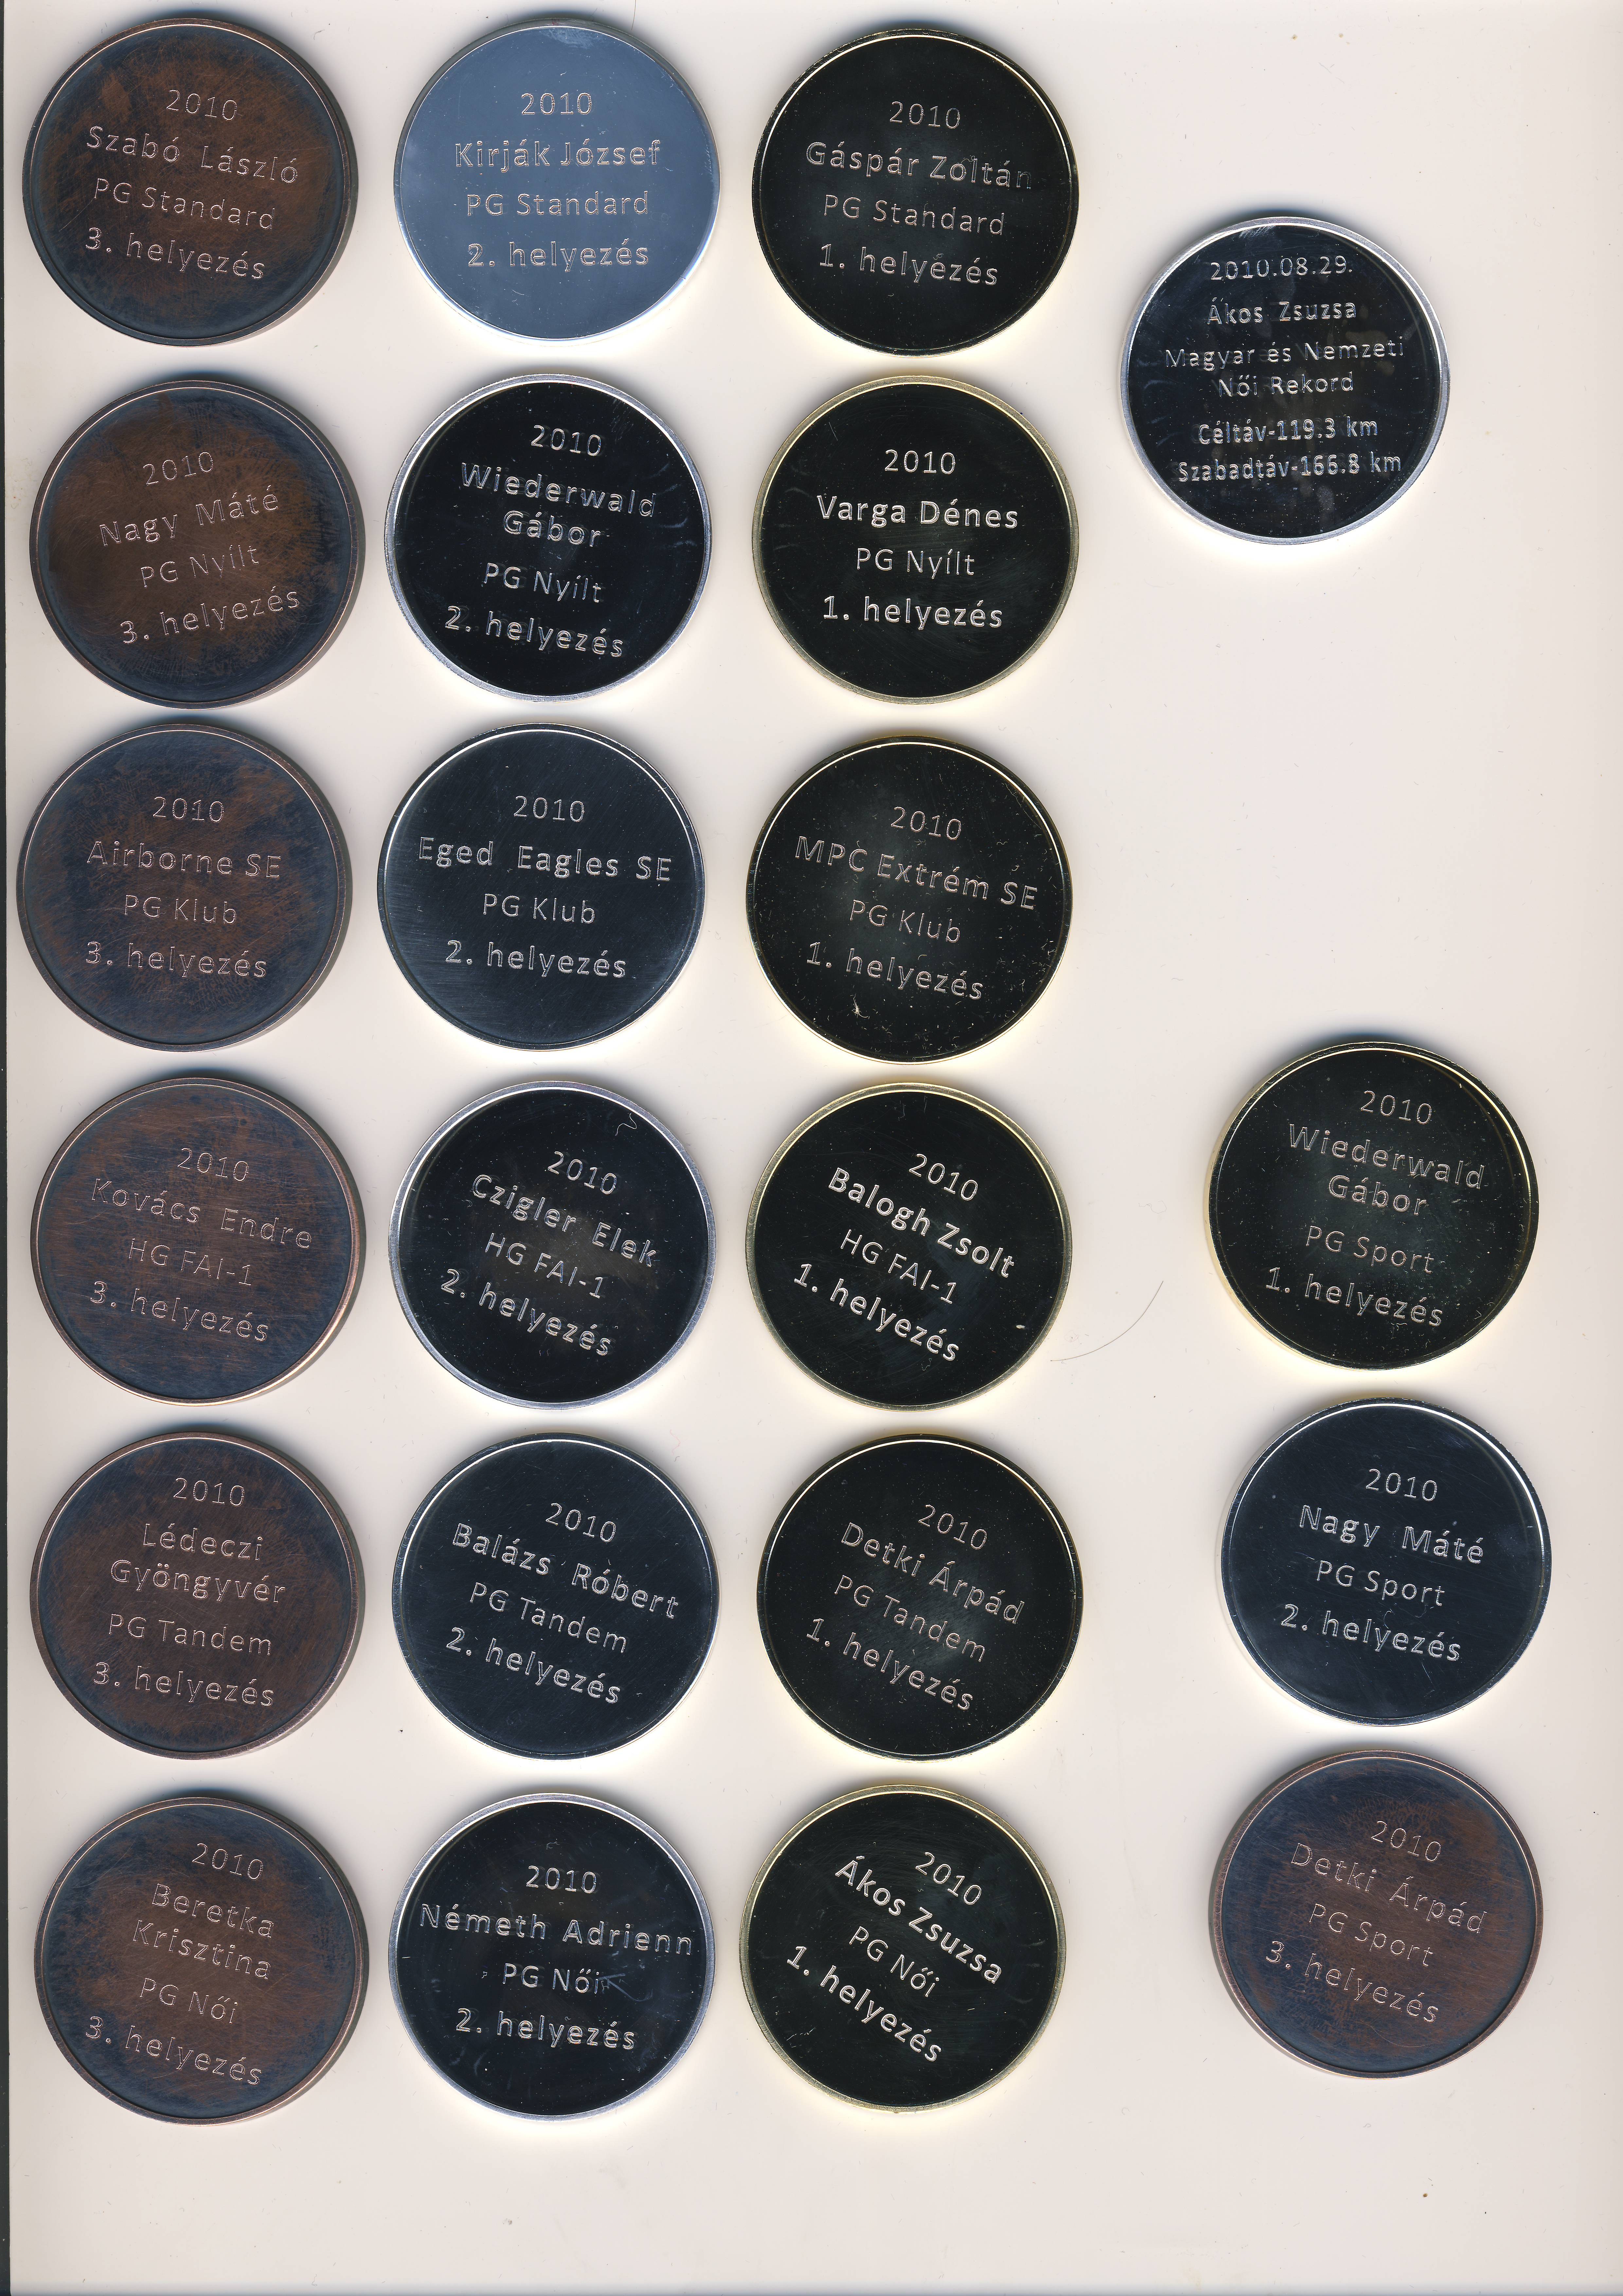 2010
Szabó László
PG Standard
3. helyezés
2010
Kirják József
PG Standard
2. helyezés
2010
Gáspár Zoltán
PG Standard
1. helyezés
2010.08.29.
Ákos Zsuzsa
Magyar és Nemzeti
Női Rekord
Céltáv-119.3 km
Szabadtáv-166.8 km
2010
Nagy Máté
PG Nyílt
3. helyezés
2010
Wiederwald
Gábor
PG Nyílt
2. helyezés
2010
Varga Dénes
PG Nyílt
1. helyezés
2010
Airborne SE
PG Klub
3. helyezés
2010
Eged Eagles SE
PG Klub
2. helyezés
2010
MPC Extrém SE
PG Klub
1. helyezés
2010
Kovács Endre
HG FAI-1
3. helyezés
2010
Czigler Elek
HG FAI-1
2. helyezés
2010
Balogh Zsolt
HG FAI-1
1. helyezés
2010
Wiederwald
Gábor
PG Sport
1. helyezés
2010
Lédeczi
Gyöngyvér
PG Tandem
3. helyezés
2010
Balázs Róbert
PG Tandem
2. helyezés
2010
Detki Árpád
PG Tandem
1. helyezés
2010
Nagy Máté
PG Sport
2. helyezés
2010
Beretka
Krisztina
PG Női
3. helyezés
2010
Németh Adrienn
PG Női
2. helyezés
2010
Ákos Zsuzsa
PG Női
1. helyezés
2010
Detki Árpád
PG Sport
3. helyezés